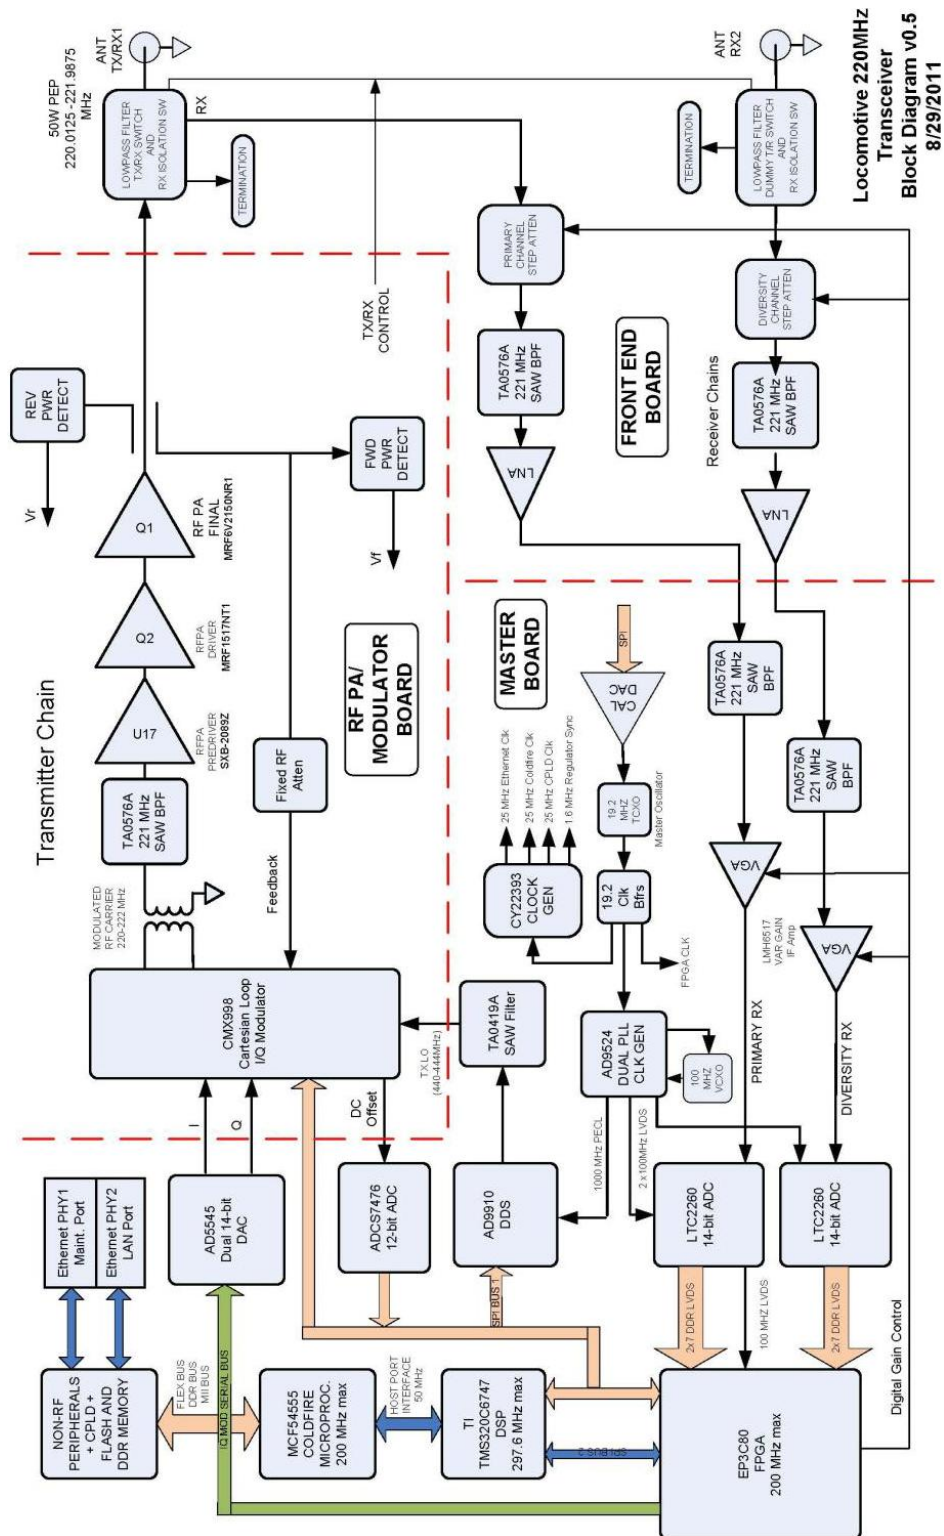 Locomotive 220MHz
Transceiver
Block Diagram v0.5
8/29/2011
Transmitter Chain
50W PEP
220.0125 -221.9875
MHz
ANT
TX/RX1
LOWPASS FILTER
TX/RX SWITCH
AND
RX ISOLATION SW
RX
TERMINATION
TX/RX
CONTROL
ANT
RX2
TERMINATION
LOWPASS FILTER
DUMMY T/R SWITCH
AND
RX ISOLATION SW
REV
PWR
DETECT
Vr
FWD
PWR
DETECT
Vf
Q1
RF PA
FINAL
MRF6V2150NR1
Q2
RFPA
DRIVER
MRF1517NT1
U17
RFPA
PREDRIVER
SXB-2089Z
TA0576A
221 MHz
SAW BPF
Fixed RF
Atten
Feedback
MODULATED
RF CARRIER
220-222 MHz
RF PA/
MODULATOR
BOARD
CMX998
Cartesian Loop
I/Q Modulator
I
Q
DC
Offset
TX LO
(440-444MHz)
PRIMARY
CHANNEL
STEP ATTEN
TA0576A
221 MHz
SAW BPF
LNA
FRONT END
BOARD
DIVERSITY
CHANNEL
STEP ATTEN
Receiver Chains
TA0576A
221 MHz
SAW BPF
LNA
MASTER
BOARD
SPI
CAL
DAC
19.2
MHZ
TCXO
Master Oscillator
19.2
Clk
Bfrs
FPGA CLK
CY22393
CLOCK
GEN
25 MHz Ethernet Clk
25 MHz Coldfire Clk
25 MHz CPLD Clk
1.6 MHz Regulator Sync
TA0419A
SAW Filter
AD9524
DUAL PLL
CLK GEN
100
MHZ
VCXO
1000 MHZ PECL
2 x100MHz LVDS
TA0576A
221 MHz
SAW
BPF
TA0576A
221 MHz
SAW
BPF
VGA
VGA
LMH6517
VAR GAIN
IF Amp
PRIMARY RX
DIVERSITY RX
Ethernet PHY1
Maint. Port
Ethernet PHY2
LAN Port
AD5545
Dual 14-bit
DAC
ADCS7476
12-bit ADC
AD9910
DDS
LTC2260
14-bit ADC
LTC2260
14-bit ADC
SPI BUS 1
2x7 DDR LVDS
100 MHZ LVDS
2x7 DDR LVDS
Digital Gain Control
NON-RF
PERIPHERALS
+ CPLD +
FLASH AND
DDR MEMORY
FLEX BUS
DDR BUS
MII BUS
IQ MOD SERIAL BUS
MCF54555
COLDFIRE
MICROPROC.
200 MHz max
HOST PORT
INTERFACE
50 MHz
TI
TMS320C6747
DSP
297.6 MHz max
SPI BUS 2
EP3C80
FPGA
200 MHz max